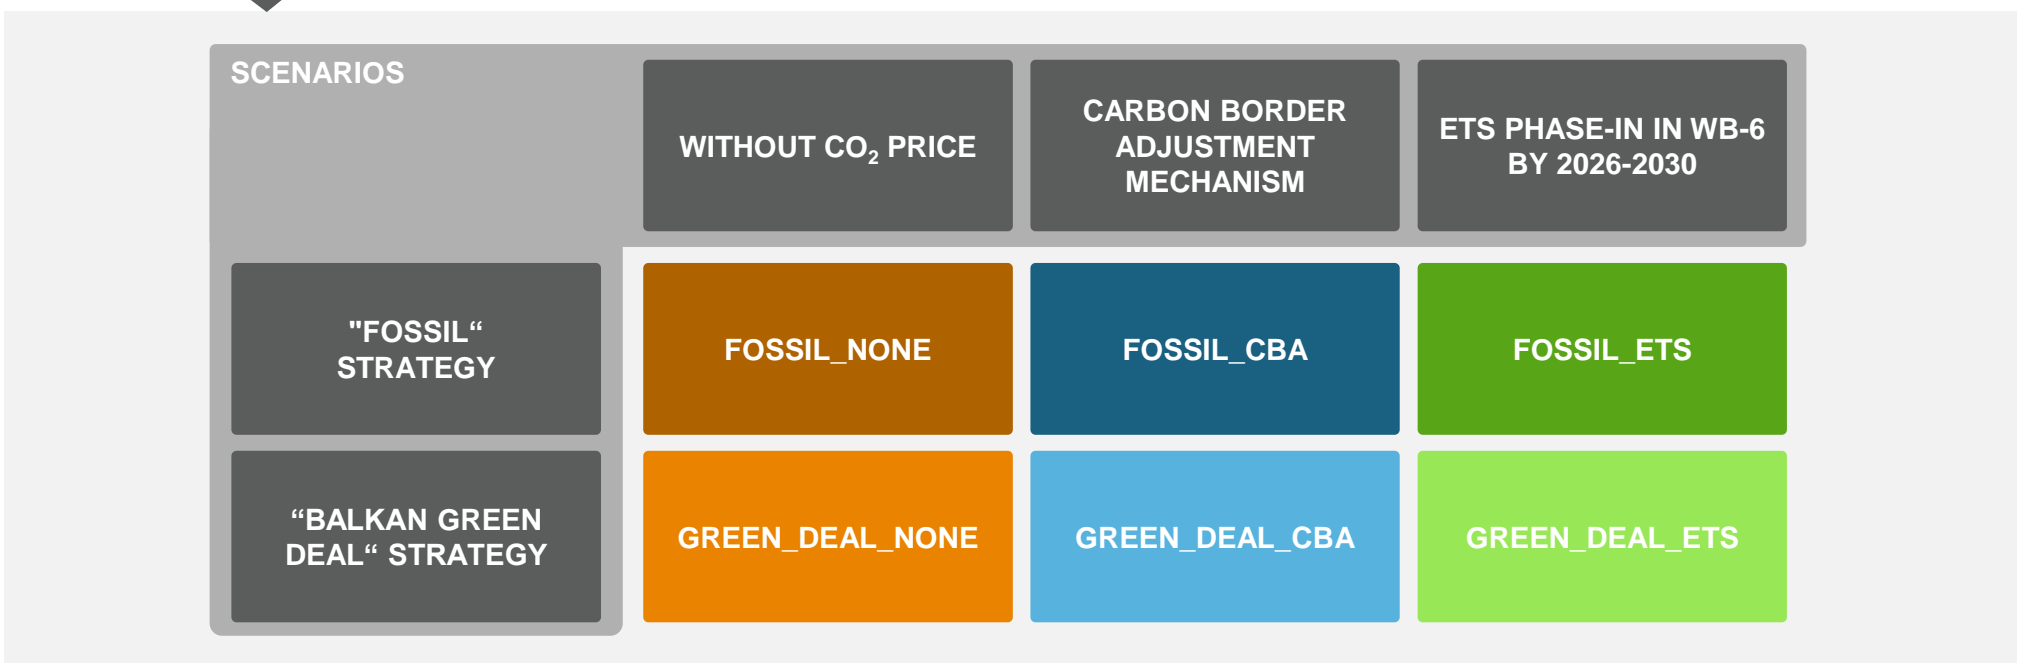 SCENARIOS
WITHOUT CO₂ PRICE
CARBON BORDER
ADJUSTMENT
MECHANISM
ETS PHASE-IN IN WB-6
BY 2026-2030
"FOSSIL“
STRATEGY
FOSSIL_NONE
FOSSIL_CBA
FOSSIL_ETS
“BALKAN GREEN
DEAL“ STRATEGY
GREEN_DEAL_NONE
GREEN_DEAL_CBA
GREEN_DEAL_ETS